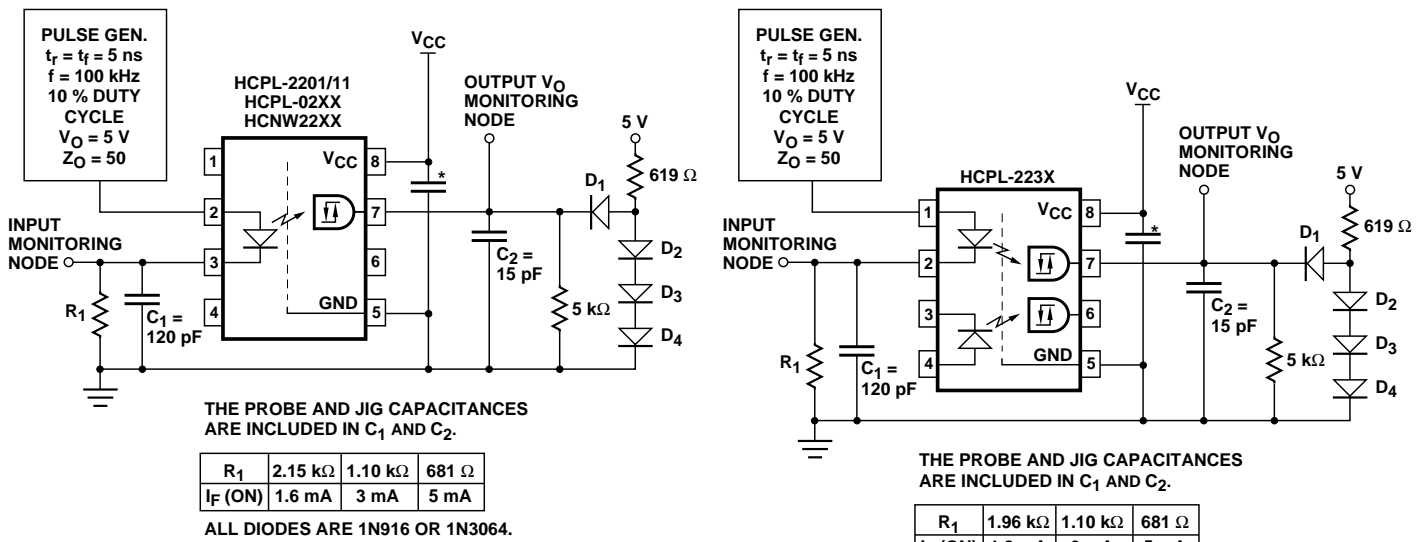 PULSE GEN.
tr = tf = 5 ns
f = 100 kHz
10 % DUTY
CYCLE
VO = 5 V
ZO = 50
HCPL-2201/11
HCPL-02XX
HCNW22XX
VCC
OUTPUT VO
MONITORING
NODE
5 V
619 Ω
D1
1
VCC
8
*
2
7
INPUT
MONITORING
NODE
3
6
C2 =
15 pF
D2
D3
D4
5 kΩ
4
GND
5
R1
C1 =
120 pF
THE PROBE AND JIG CAPACITANCES
ARE INCLUDED IN C1 AND C2.
R1 2.15 kΩ 1.10 kΩ 681 Ω
IF (ON) 1.6 mA 3 mA 5 mA
ALL DIODES ARE 1N916 OR 1N3064.
PULSE GEN.
tr = tf = 5 ns
f = 100 kHz
10 % DUTY
CYCLE
VO = 5 V
ZO = 50
HCPL-223X
VCC
OUTPUT VO
MONITORING
NODE
5 V
619 Ω
D1
1
VCC
8
*
INPUT
MONITORING
NODE
2
7
3
6
C2 =
15 pF
D2
D3
D4
5 kΩ
4
GND
5
R1
C1 =
120 pF
THE PROBE AND JIG CAPACITANCES
ARE INCLUDED IN C1 AND C2.
R1 1.96 kΩ 1.10 kΩ 681 Ω